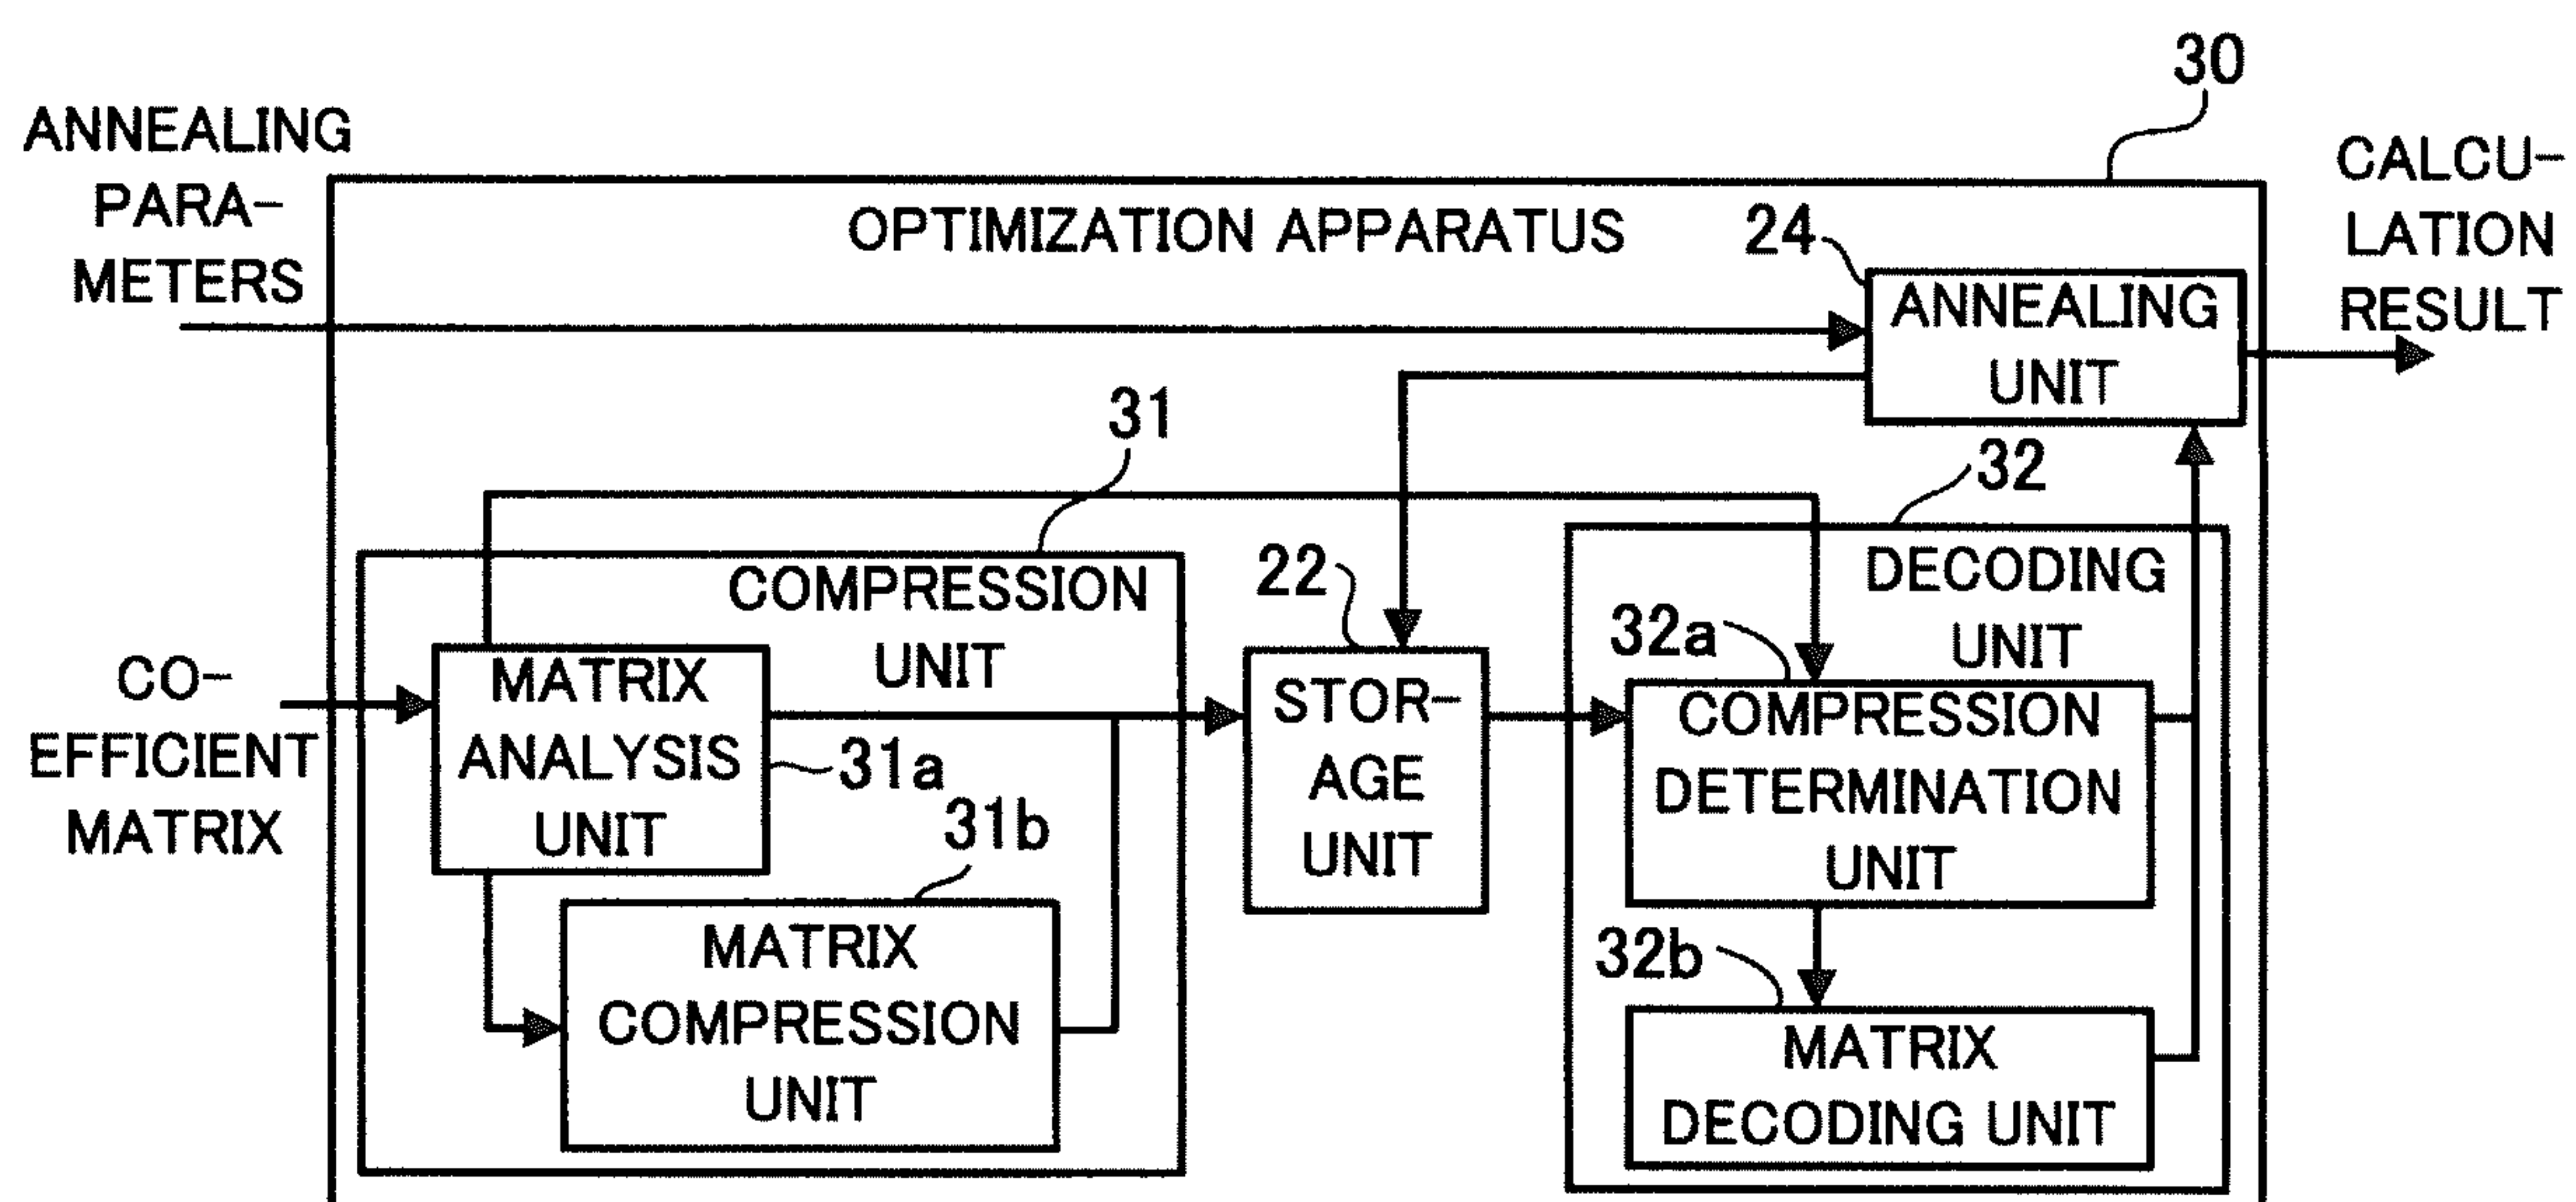 30
ANNEALING
PARA-
METERS
OPTIMIZATION APPARATUS
24
CALCU-
LATION
RESULT
ANNEALING
UNIT
31
32
COMPRESSION
UNIT
22
DECODING
UNIT
32a
CO-
EFFICIENT
MATRIX
MATRIX
ANALYSIS
UNIT
31a
STOR-
AGE
UNIT
COMPRESSION
DETERMINATION
UNIT
31b
MATRIX
COMPRESSION
UNIT
32b
MATRIX
DECODING UNIT